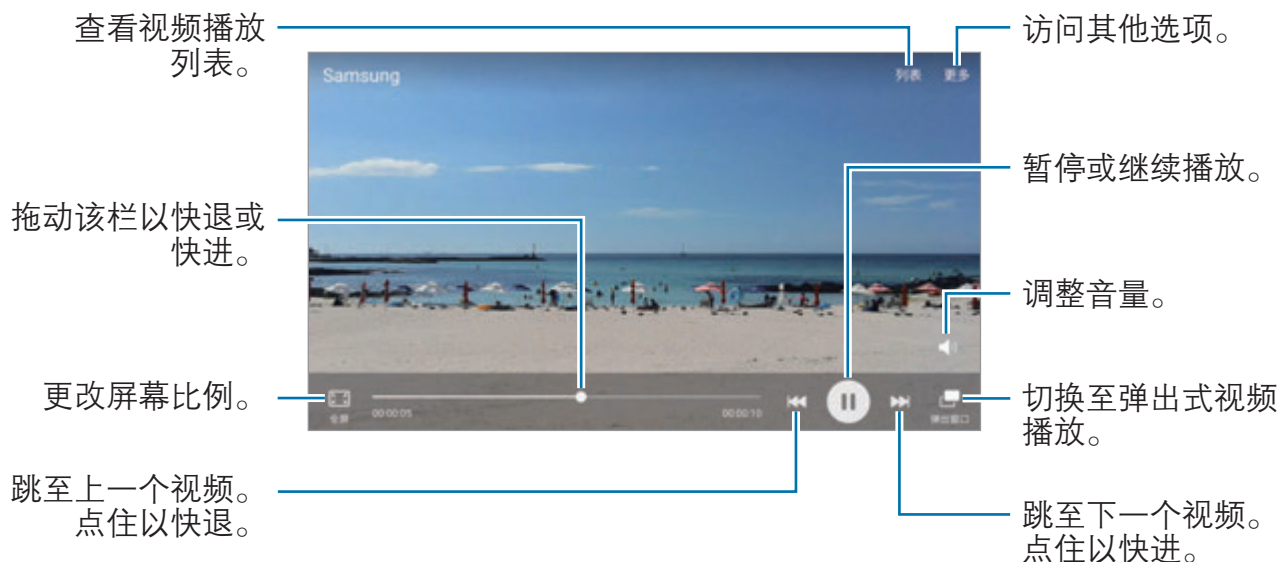 查看视频播放
列表。
访问其他选项。
Samsung
列表
更多
暂停或继续播放。
拖动该栏以快退或
快进。
调整音量。
更改屏幕比例。
全屏
00:00:05
00:00:10
弹出窗口
切换至弹出式视频
播放。
跳至上一个视频。
点住以快退。
跳至下一个视频。
点住以快进。